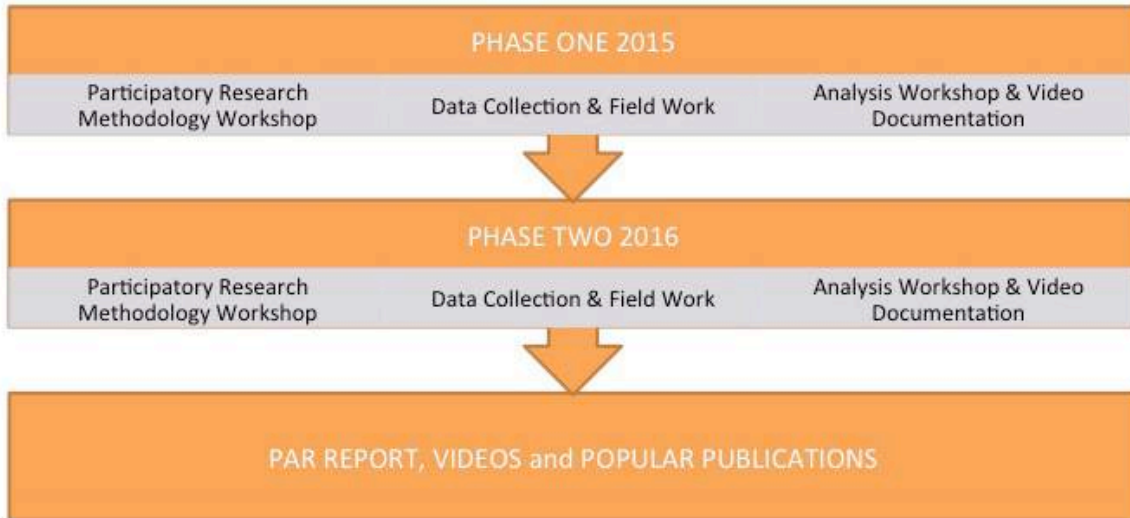 PHASE ONE 2015
Participatory Research
Methodology Workshop
Data Collection & Field Work
Analysis Workshop & Video
Documentation
PHASE TWO 2016
Participatory Research
Methodology Workshop
Data Collection & Field Work
Analysis Workshop & Video
Documentation
PAR REPORT, VIDEOS and POPULAR PUBLICATIONS